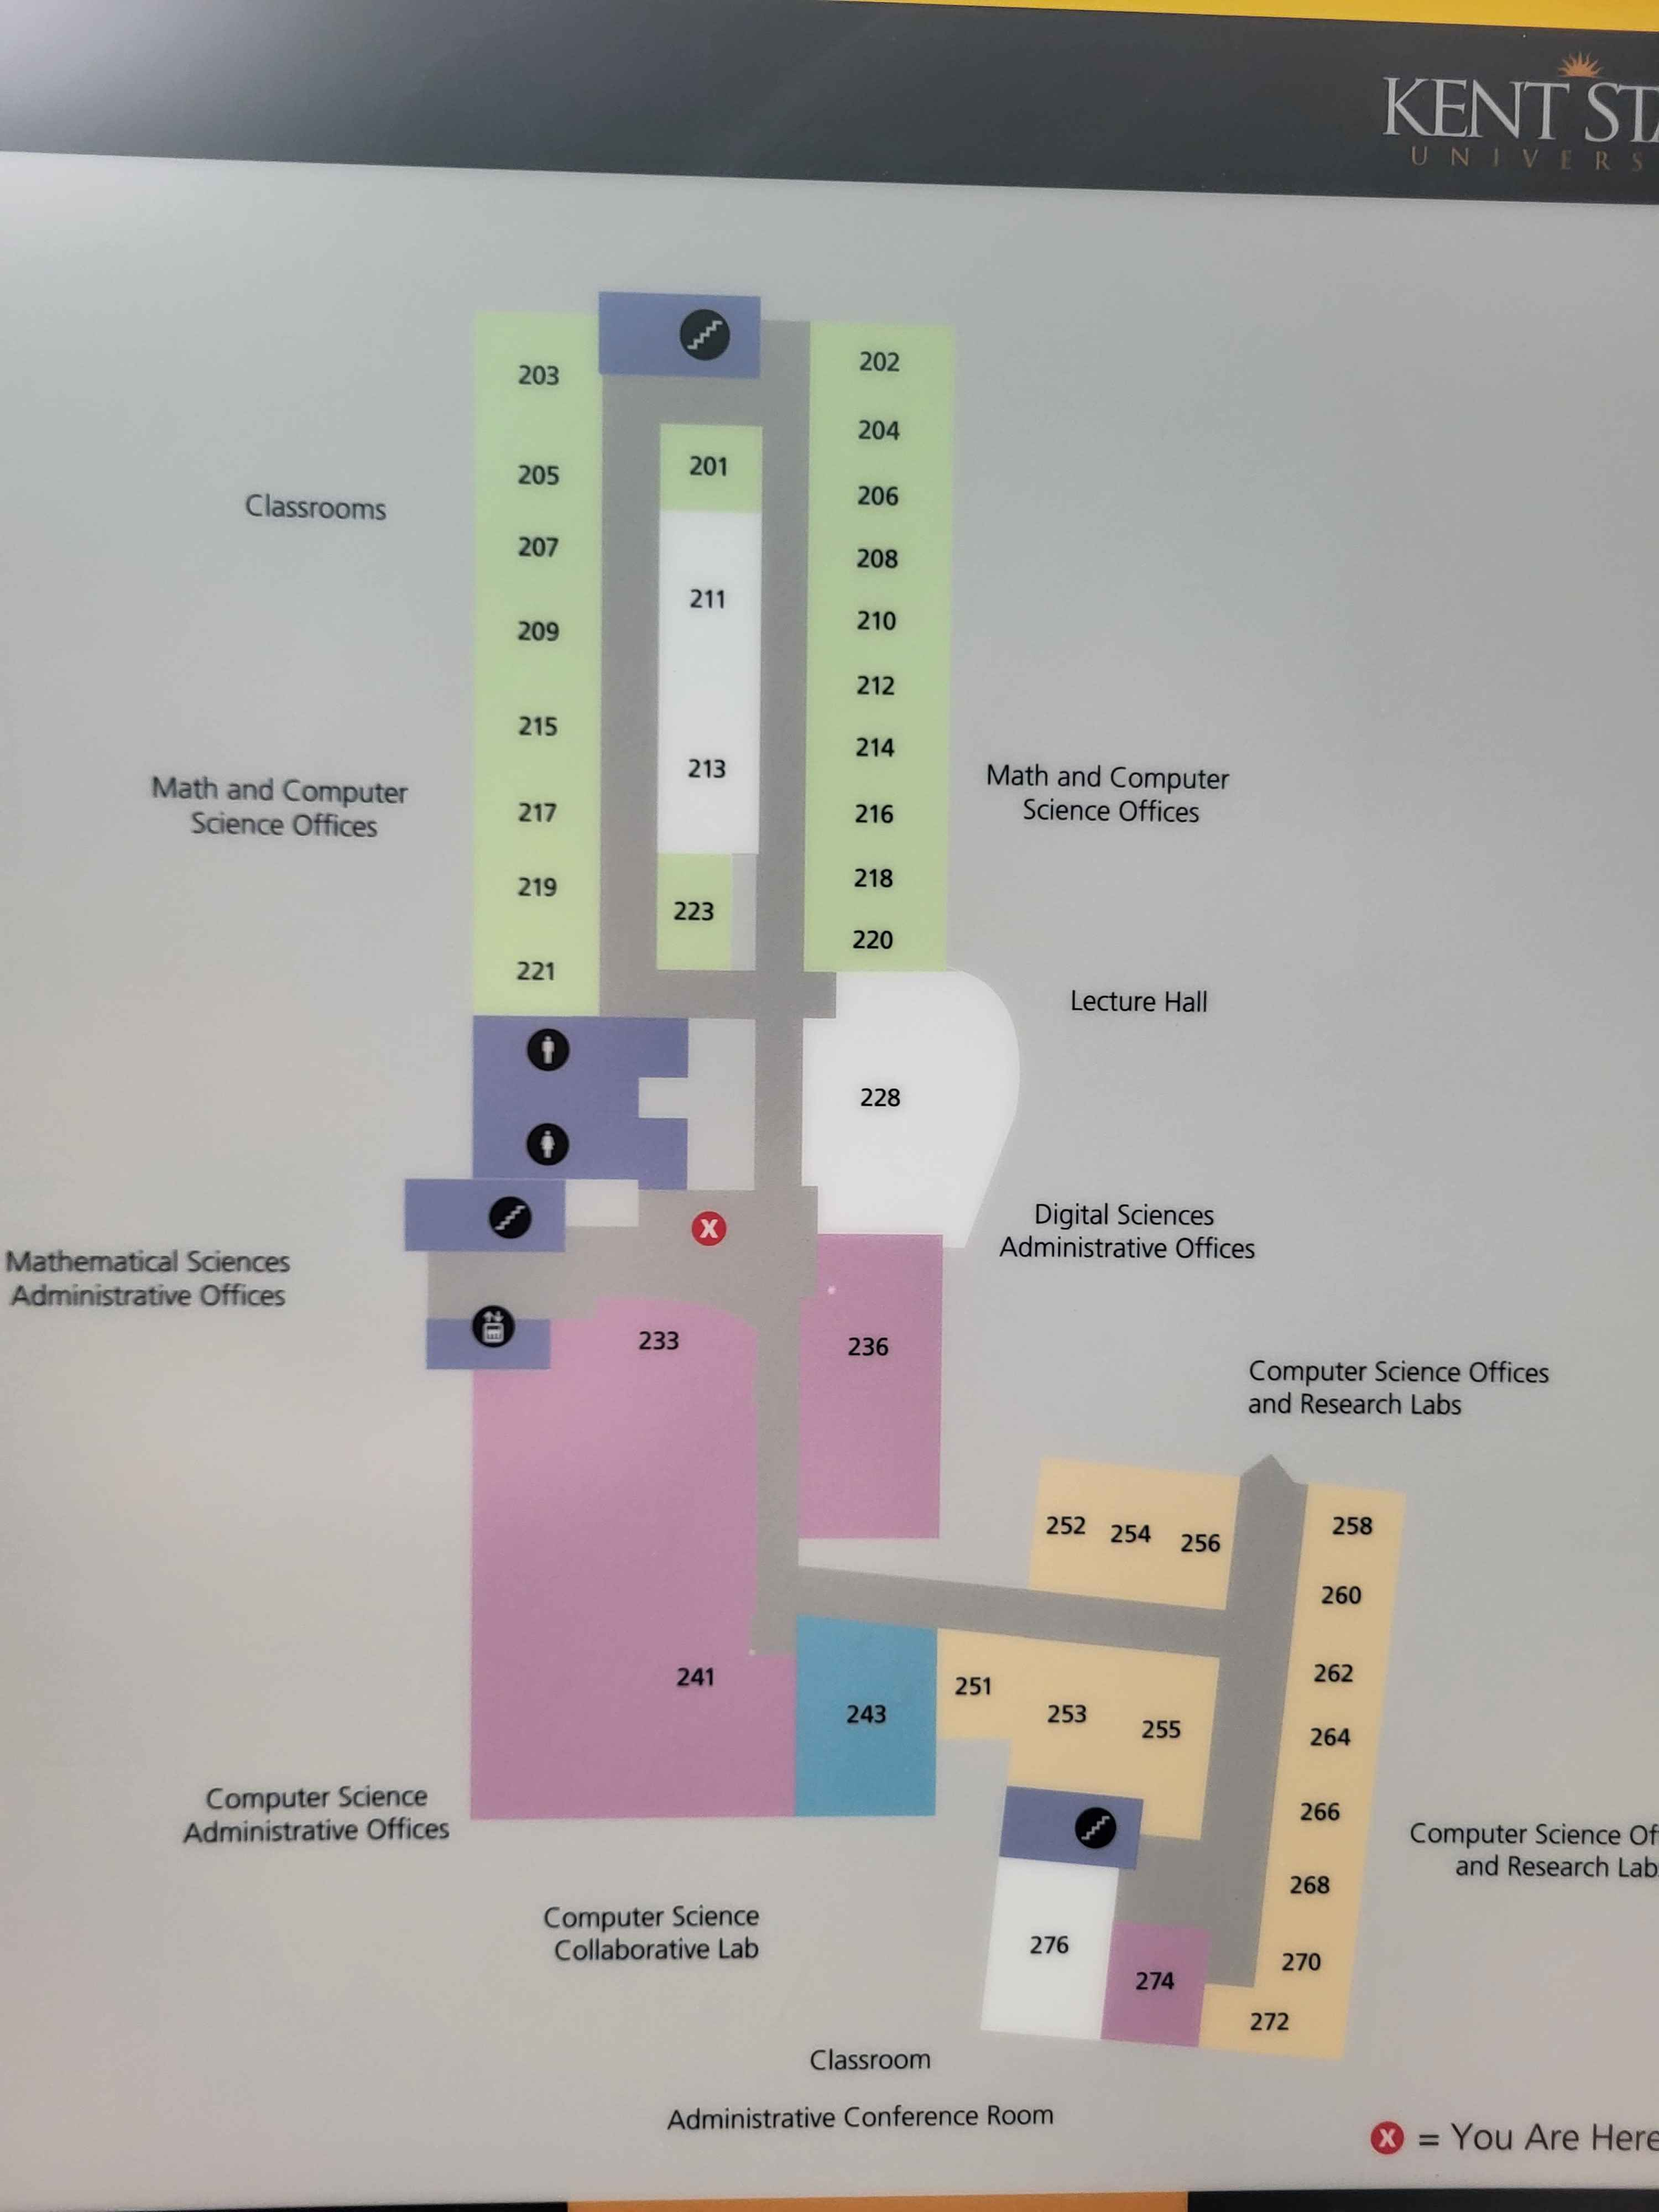 KENT STA
UNIVERS
203
202
204
201
205
206
Classrooms
207
208
211
210
209
212
215
214
213
Math and Computer
Science Offices
Math and Computer
Science Offices
217
216
218
219
223
220
221
Lecture Hall
228
Digital Sciences
Administrative Offices
X
Mathematical Sciences
Administrative Offices
233
236
Computer Science Offices
and Research Labs
252 254 256
258
260
262
241
251
243
253
255
264
266
Computer Science
Administrative Offices
Computer Science Of
and Research Lab
268
Computer Science
Collaborative Lab
276
270
274
272
Classroom
Administrative Conference Room
X = You Are Here